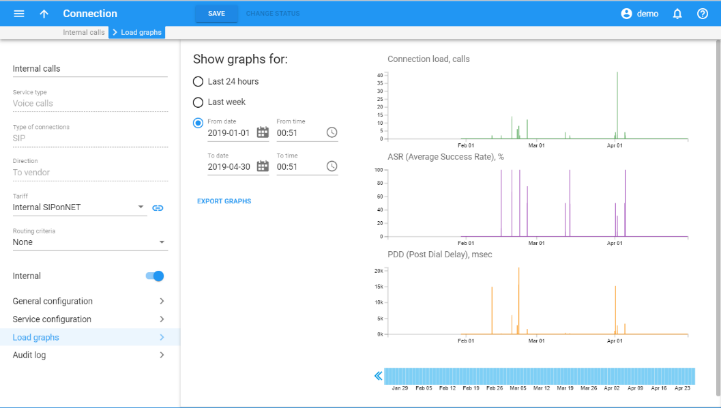 Connection
SAVE
CHANGE STATUS
demo
Internal calls
Load graphs
Internal calls
Service type
Voice calls
Type of connections
SIP
Direction
To vendor
Tariff
Internal SIPonNET
Routing criteria
None
Internal
General configuration
Service configuration
Load graphs
Audit log
Show graphs for:
Last 24 hours
Last week
From date
From time
2019-01-01
00:51
To date
To time
2019-04-30
00:51
EXPORT GRAPHS
Connection load, calls
40
35
30
25
20
15
10
5
0
Feb 01 Mar 01 Apr 01
ASR (Average Success Rate), %
100
80
60
40
20
0
Feb 01 Mar 01 Apr 01
PDD (Post Dial Delay), msec
20k
15k
10k
5k
0k
Feb 01 Mar 01 Apr 01
Jan 29 Feb 05 Feb 12 Feb 19 Feb 26 Mar 05 Mar 12 Mar 19 Mar 26 Apr 02 Apr 09 Apr 16 Apr 23